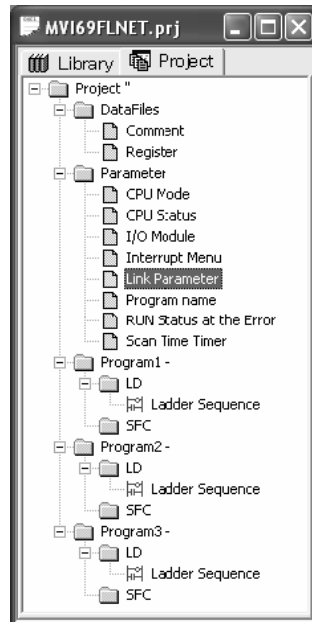 MVI69FLNET.prj
Library Project
Project "
DataFiles
Comment
Register
Parameter
CPU Mode
CPU Status
I/O Module
Interrupt Menu
Link Parameter
Program name
RUN Status at the Error
Scan Time Timer
Program1 -
LD
Ladder Sequence
SFC
Program2 -
LD
Ladder Sequence
SFC
Program3 -
LD
Ladder Sequence
SFC